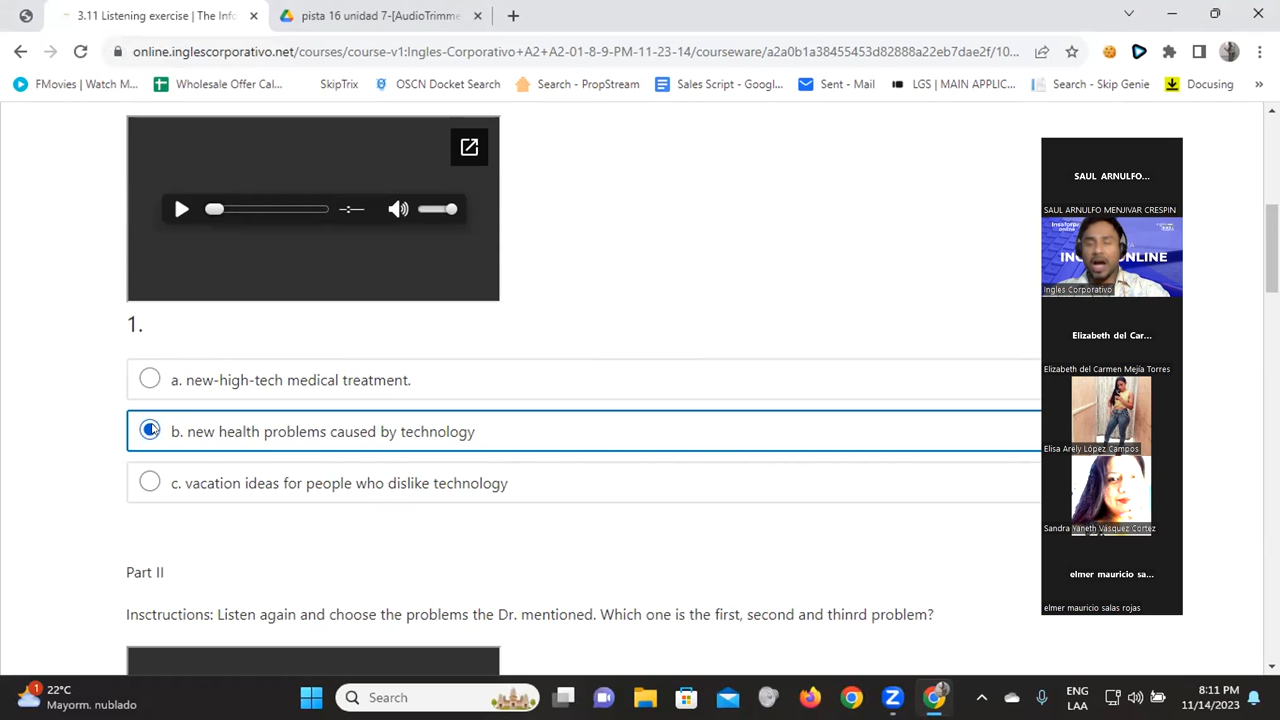 3.11 Listening exercise | The Info
pista 16 unidad 7-[AudioTrimme
online.inglescorporativo.net/courses/course-v1:Ingles-Corporativo+A2+A2-01-8-9-PM-11-23-14/courseware/a2a0b1a38455453d82888a22eb7dae2f/10...
FMovies | Watch M...
Wholesale Offer Cal...
SkipTrix
OSCN Docket Search
Search - PropStream
Sales Script - Googl...
Sent - Mail
LGS | MAIN APPLIC...
Search - Skip Genie
Docusing
SAUL ARNULFO...
SAUL ARNULFO MENJIVAR CRESPIN
INGLES ONLINE
Ingles Corporativo
1.
a. new-high-tech medical treatment.
b. new health problems caused by technology
c. vacation ideas for people who dislike technology
Elizabeth del Car...
Elizabeth del Carmen Mejía Torres
Elisa Arely López Campos
Sandra Yaneth Vásquez Cortez
elmer mauricio sa...
elmer mauricio salas rojas
Part II
Insctructions: Listen again and choose the problems the Dr. mentioned. Which one is the first, second and thinrd problem?
1
22°C
Mayorm. nublado
Search
ENG
LAA
8:11 PM
11/14/2023